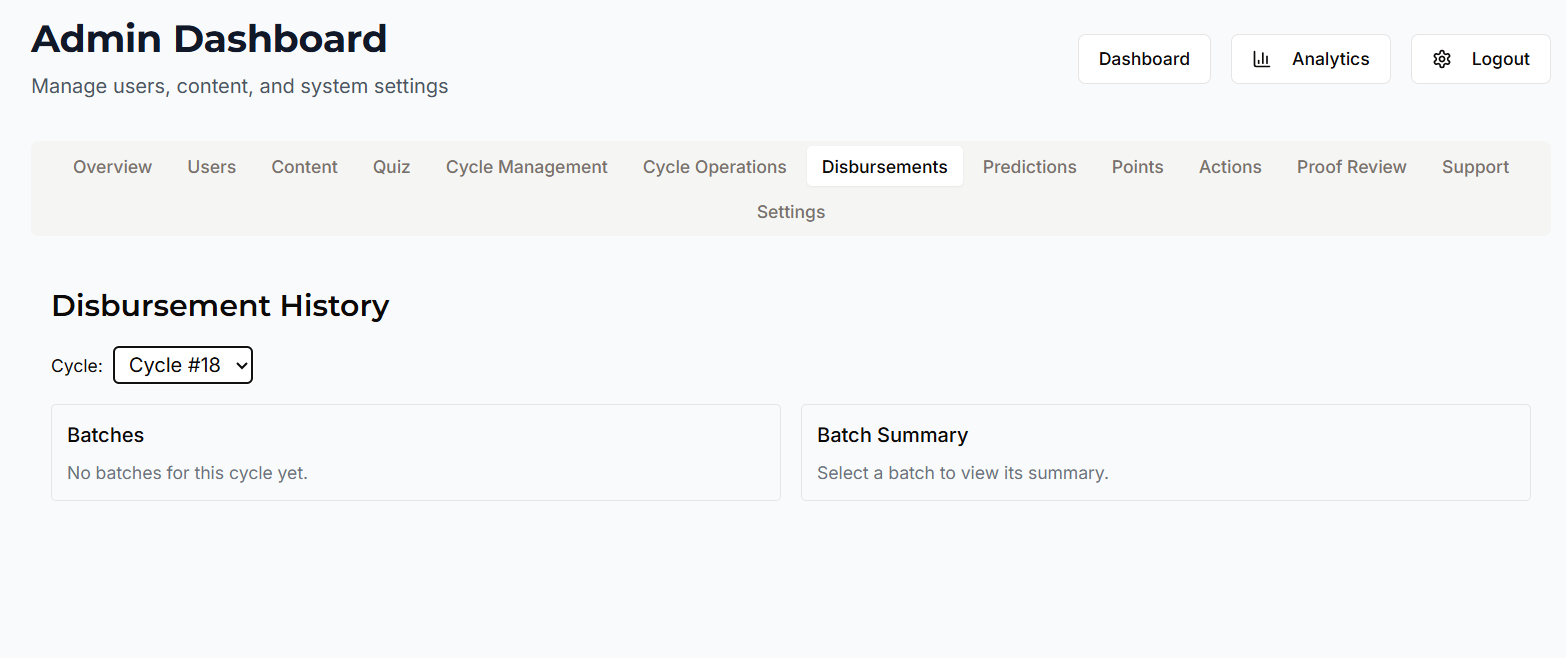 Admin Dashboard
Manage users, content, and system settings
Dashboard
Analytics
Logout
Overview
Users
Content
Quiz
Cycle Management
Cycle Operations
Disbursements
Predictions
Points
Actions
Proof Review
Support
Settings
Disbursement History
Cycle: Cycle #18
Batches
No batches for this cycle yet.
Batch Summary
Select a batch to view its summary.